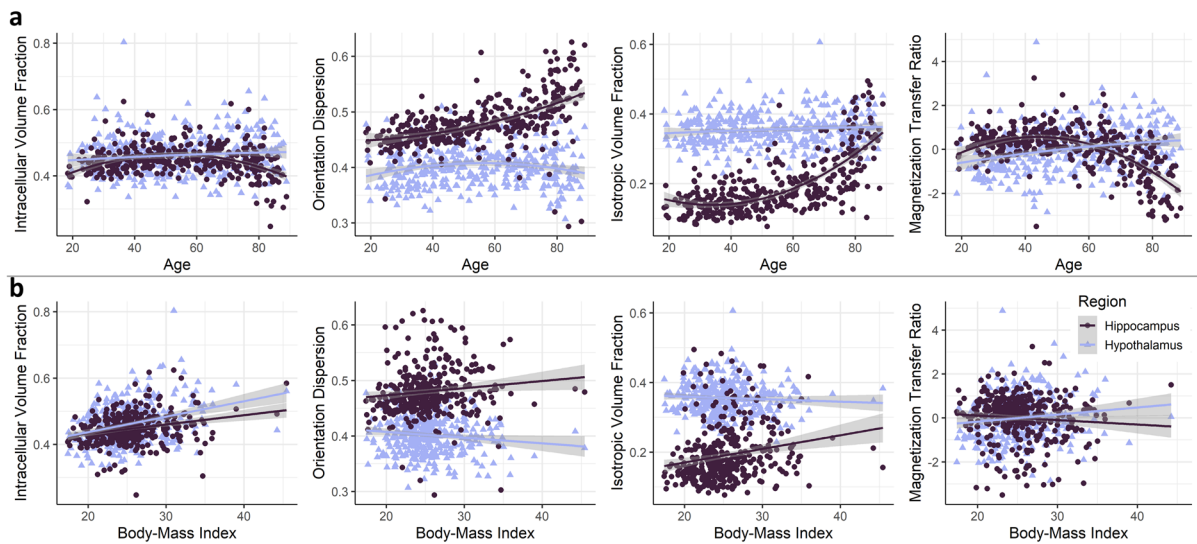 a
Intracellular Volume Fraction
0.8
0.6
0.4
20 40 60 80
Age
Orientation Dispersion
0.6
0.5
0.4
0.3
20 40 60 80
Age
Isotropic Volume Fraction
0.6
0.4
0.2
20 40 60 80
Age
Magnetization Transfer Ratio
4
2
0
-2
20 40 60 80
Age
b
Intracellular Volume Fraction
0.8
0.6
0.4
20 30 40
Body-Mass Index
Orientation Dispersion
0.6
0.5
0.4
0.3
20 30 40
Body-Mass Index
Isotropic Volume Fraction
0.6
0.4
0.2
20 30 40
Body-Mass Index
Magnetization Transfer Ratio
4
2
0
-2
20 30 40
Body-Mass Index
Region
Hippocampus
Hypothalamus